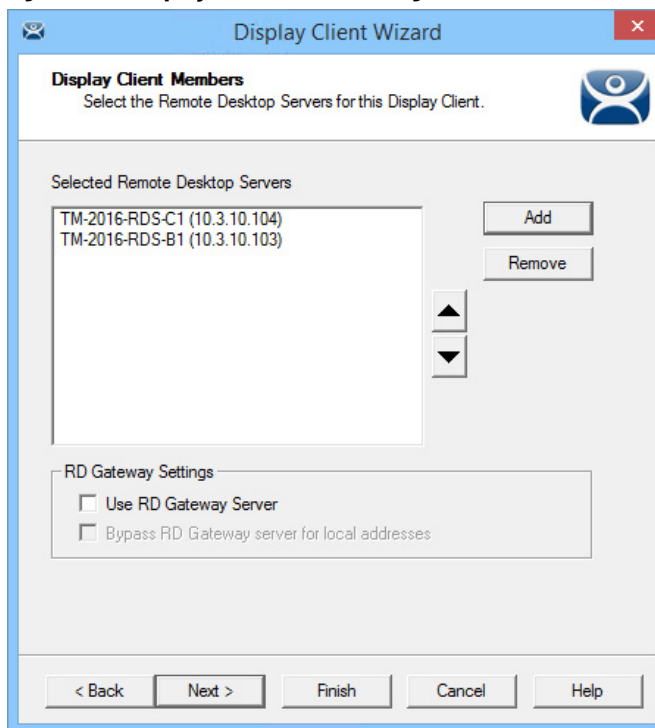 Display Client Wizard
Display Client Members
Select the Remote Desktop Servers for this Display Client.
Selected Remote Desktop Servers
TM-2016-RDS-C1 (10.3.10.104)
TM-2016-RDS-B1 (10.3.10.103)
Add
Remove
RD Gateway Settings
Use RD Gateway Server
Bypass RD Gateway server for local addresses
< Back
Next >
Finish
Cancel
Help